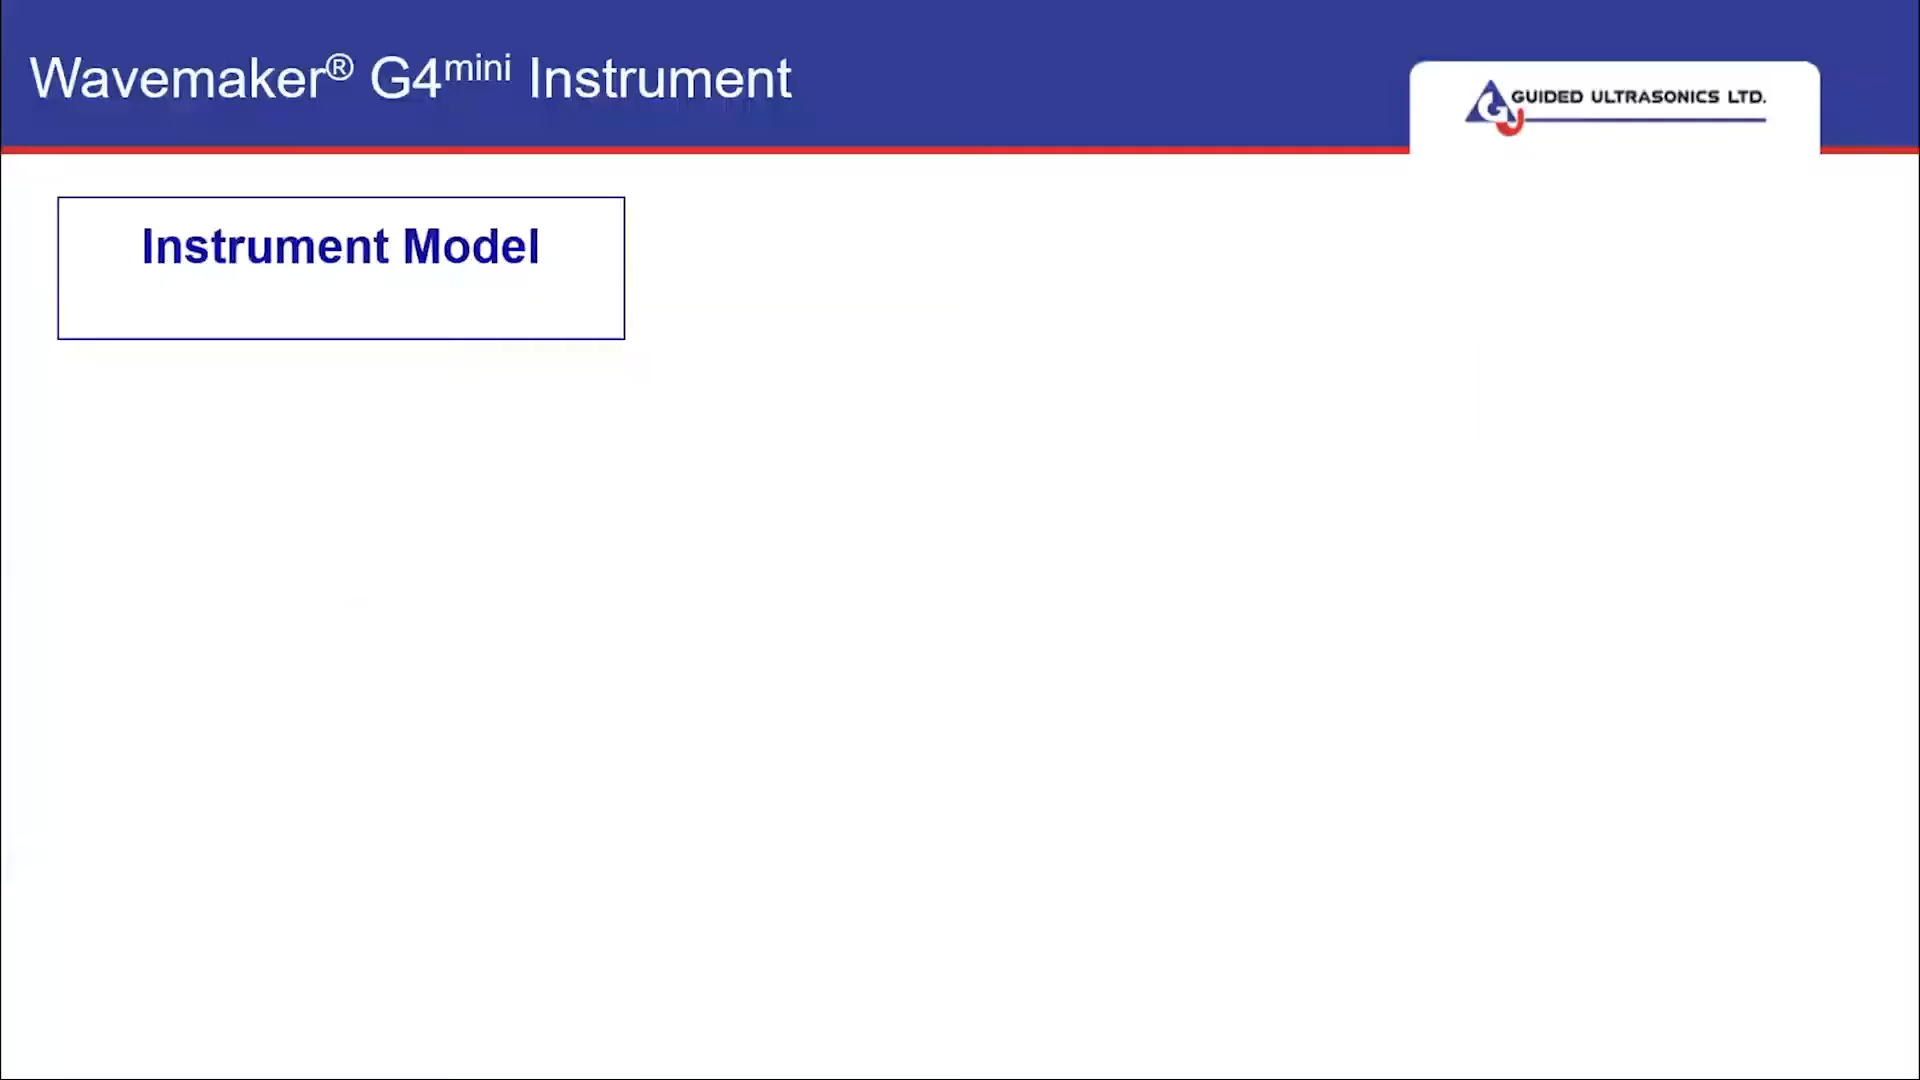 Wavemaker® G4mini Instrument
GUIDED ULTRASONICS LTD.
Instrument Model